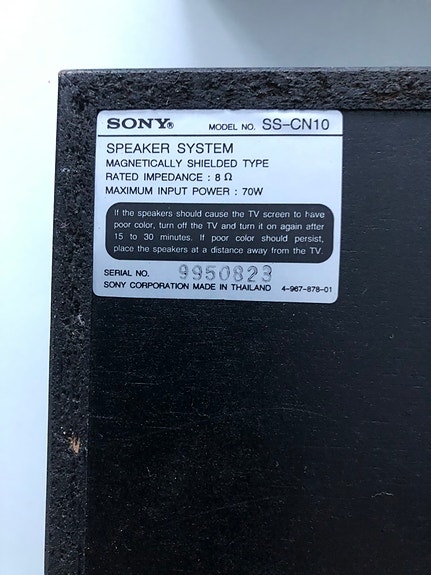 SONY® MODEL NO. SS-CN10
SPEAKER SYSTEM
MAGNETICALLY SHIELDED TYPE
RATED IMPEDANCE : 8 Ω
MAXIMUM INPUT POWER : 70W
If the speakers should cause the TV screen to have
poor color, turn off the TV and turn it on again after
15 to 30 minutes. If poor color should persist,
place the speakers at a distance away from the TV.
SERIAL NO. 9950823
SONY CORPORATION MADE IN THAILAND 4-967-878-01